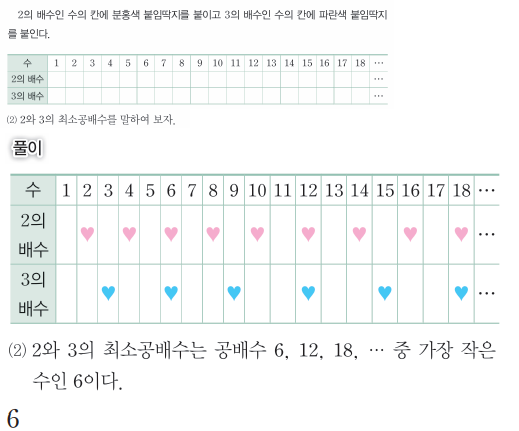 2의 배수인 수의 칸에 분홍색 붙임딱지를 붙이고 3의 배수인 수의 칸에 파란색 붙임딱지
를 붙인다.
수 1 2 3 4 5 6 7 8 9 10 11 12 13 14 15 16 17 18 …
2의 배수 …
3의 배수 …
(2) 2와 3의 최소공배수를 말하여 보자.
풀이
수 1 2 3 4 5 6 7 8 9 10 11 12 13 14 15 16 17 18 …
2의
배수 …
3의
배수 …
(2) 2와 3의 최소공배수는 공배수 6, 12, 18, … 중 가장 작은
수인 6이다.
6